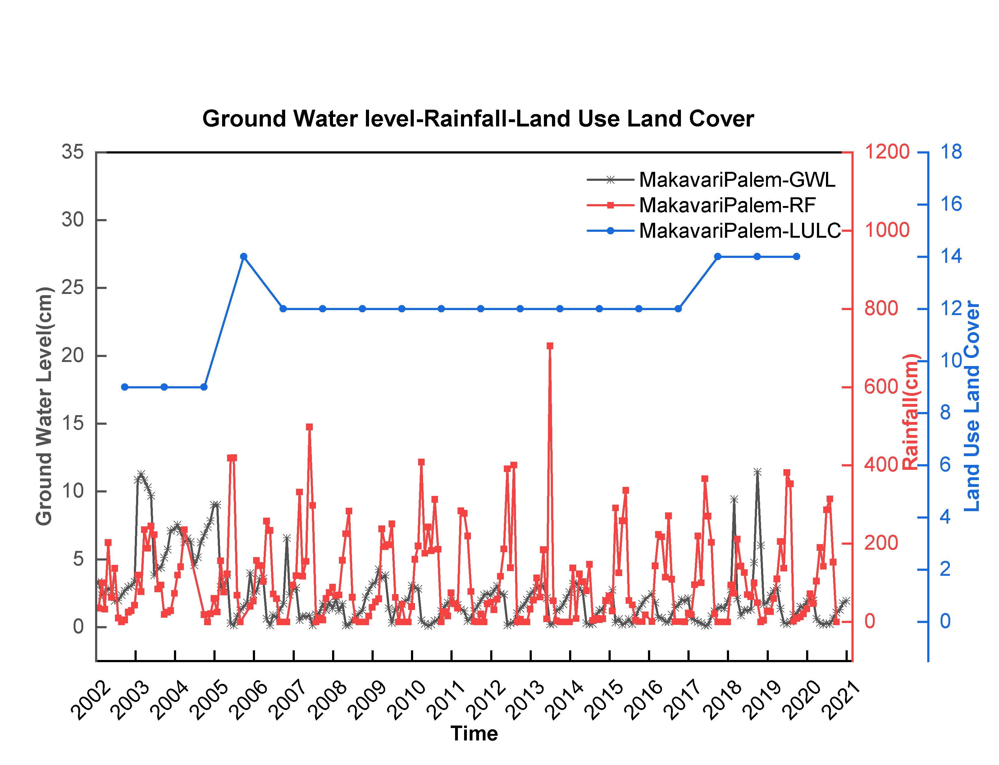 Ground Water level-Rainfall-Land Use Land Cover
MakavariPalem-GWL
MakavariPalem-RF
MakavariPalem-LULC
Ground Water Level(cm)
35
30
25
20
15
10
5
0
1200
1000
800
600
400
200
0
Rainfall(cm)
18
16
14
12
10
8
6
4
2
0
Land Use Land Cover
2002 2003 2004 2005 2006 2007 2008 2009 2010 2011 2012 2013 2014 2015 2016 2017 2018 2019 2020 2021
Time